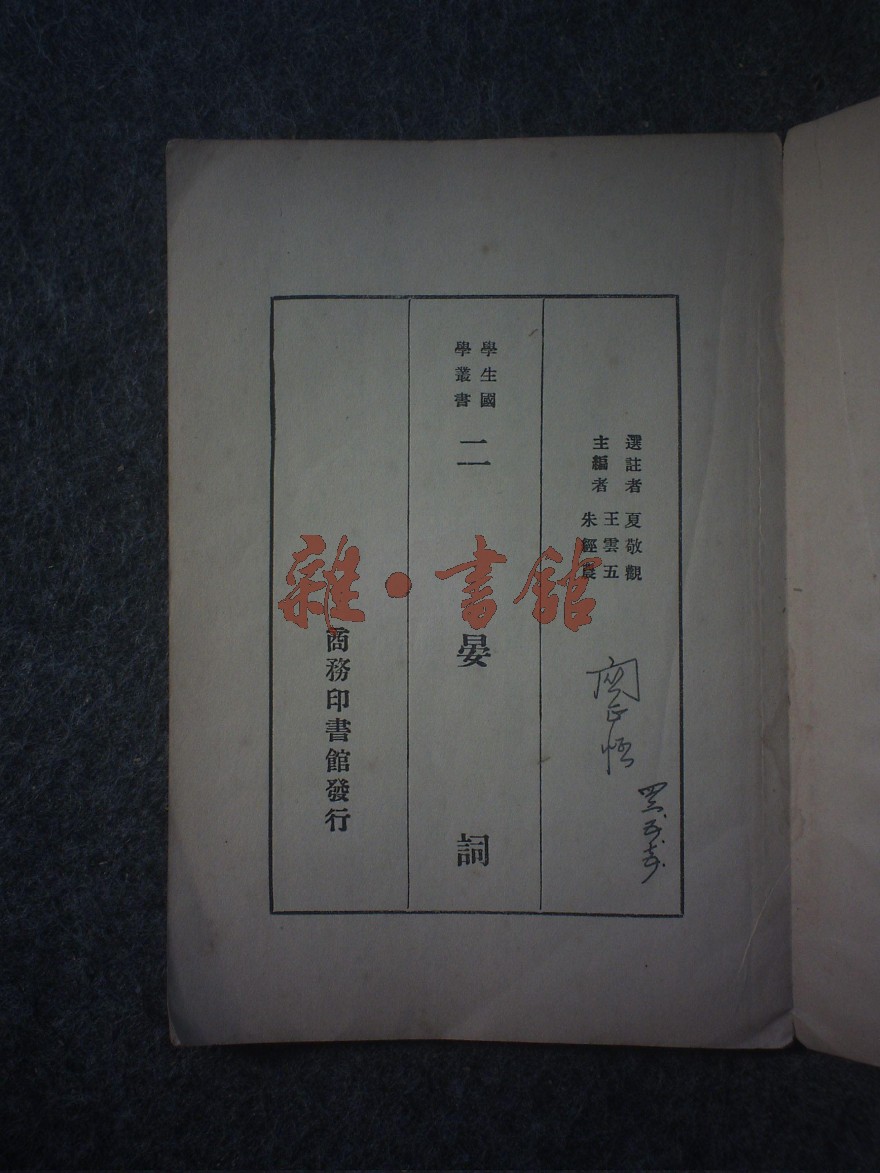 選註者 夏敬觀
主編者 王雲五
朱經農
學生國
學叢書
二晏詞
商務印書館發行
雜·書館